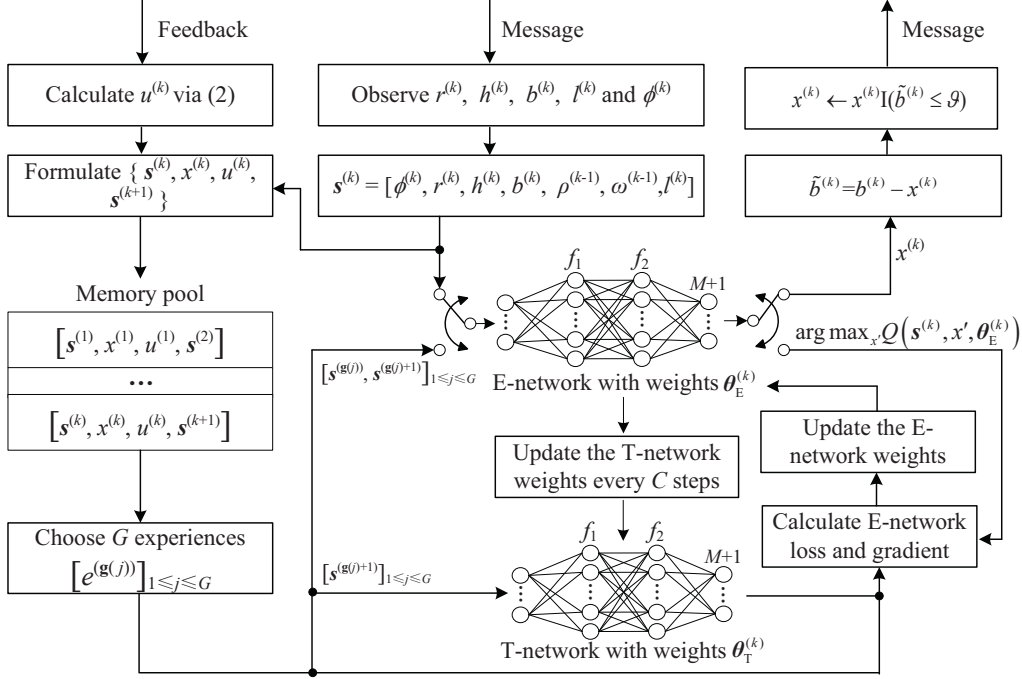 Feedback
Calculate u^(k) via (2)
Formulate { s^(k), x^(k), u^(k),
s^(k+1) }
Memory pool
[s^(1), x^(1), u^(1), s^(2)]
...
[s^(k), x^(k), u^(k), s^(k+1)]
Choose G experiences
[e^(g(j))]_1≤j≤G
Message
Observe r^(k), h^(k), b^(k), l^(k) and ϕ^(k)
s^(k) = [ϕ^(k), r^(k), h^(k), b^(k), ρ^(k-1), ω^(k-1), l^(k)]
f_1
f_2
M+1
[s^(g(j)), s^(g(j)+1)]_1≤j≤G
E-network with weights θ_E^(k)
Update the T-network
weights every C steps
f_1
f_2
M+1
[s^(g(j)+1)]_1≤j≤G
T-network with weights θ_T^(k)
Message
x^(k) ← x^(k)I(b̃^(k) ≤ ϑ)
b̃^(k)=b^(k) − x^(k)
x^(k)
arg max_x′ Q(s^(k), x′, θ_E^(k))
Update the E-
network weights
Calculate E-network
loss and gradient